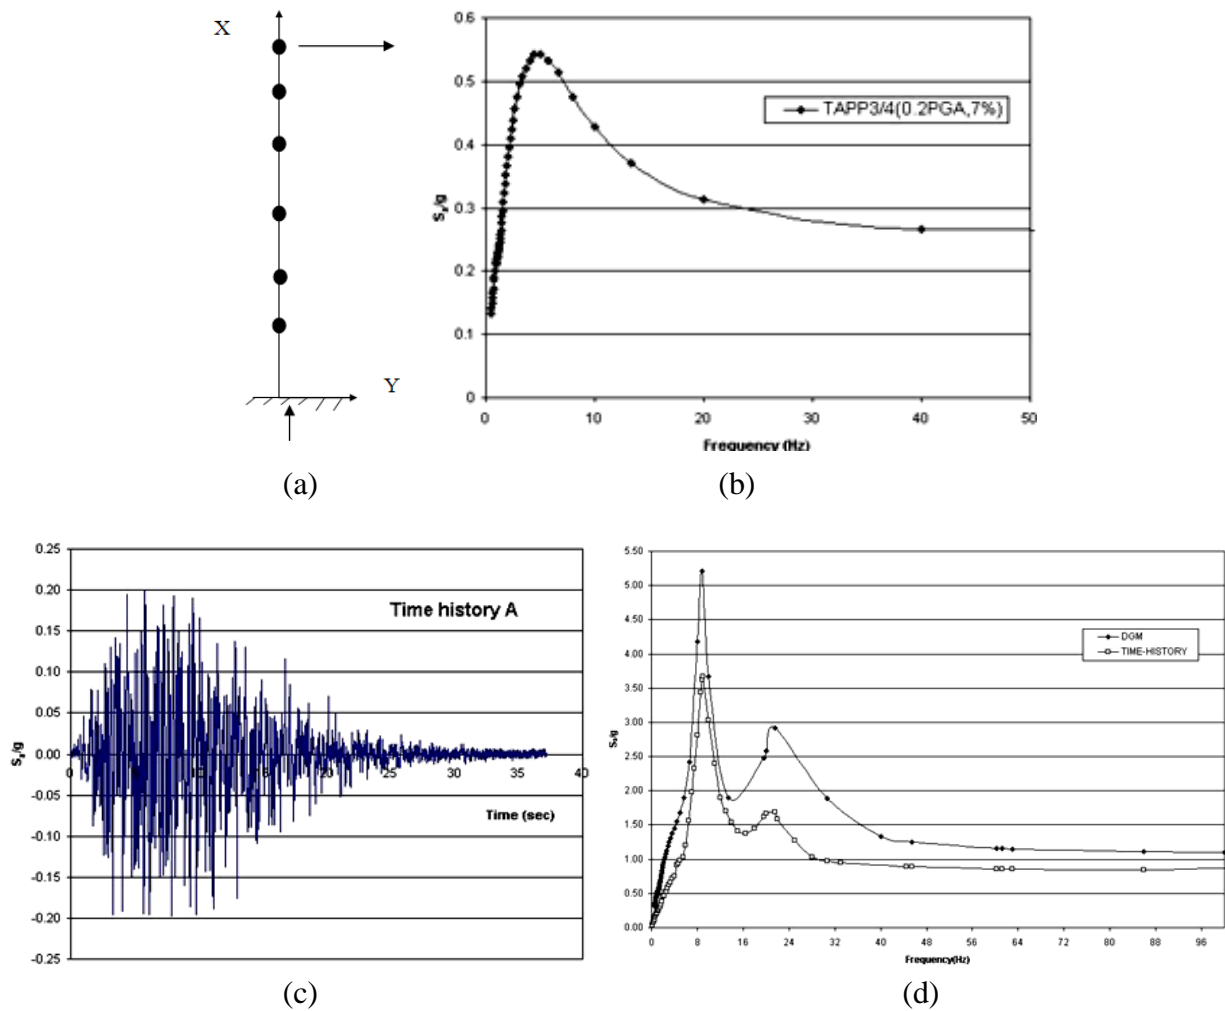 X
Y
(a)
0.6
0.5
0.4
0.3
0.2
0.1
0
Sₐ/g
TAPP3/4(0.2PGA,7%)
0 10 20 30 40 50
Frequency (Hz)
(b)
0.25
0.20
0.15
0.10
0.05
0.00
-0.05
-0.10
-0.15
-0.20
-0.25
Sₐ/g
Time history A
0 5 10 15 20 25 30 35 40
Time (sec)
(c)
5.50
5.00
4.50
4.00
3.50
3.00
2.50
2.00
1.50
1.00
0.50
0.00
Sₐ/g
DGM
TIME-HISTORY
0 8 16 24 32 40 48 56 64 72 80 88 96
Frequency(Hz)
(d)